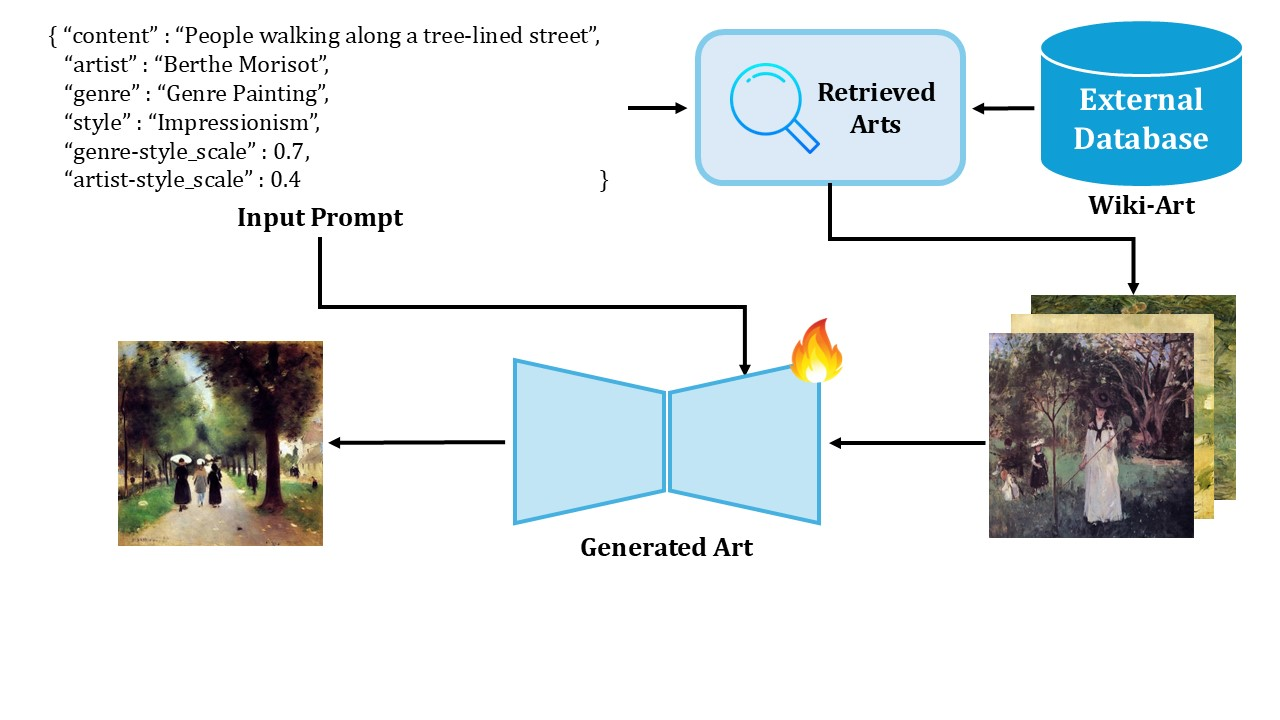 { “content” : “People walking along a tree-lined street”,
“artist” : “Berthe Morisot”,
“genre” : “Genre Painting”,
“style” : “Impressionism”,
“genre-style_scale” : 0.7,
“artist-style_scale” : 0.4 }
Input Prompt
Retrieved
Arts
External
Database
Wiki-Art
Generated Art